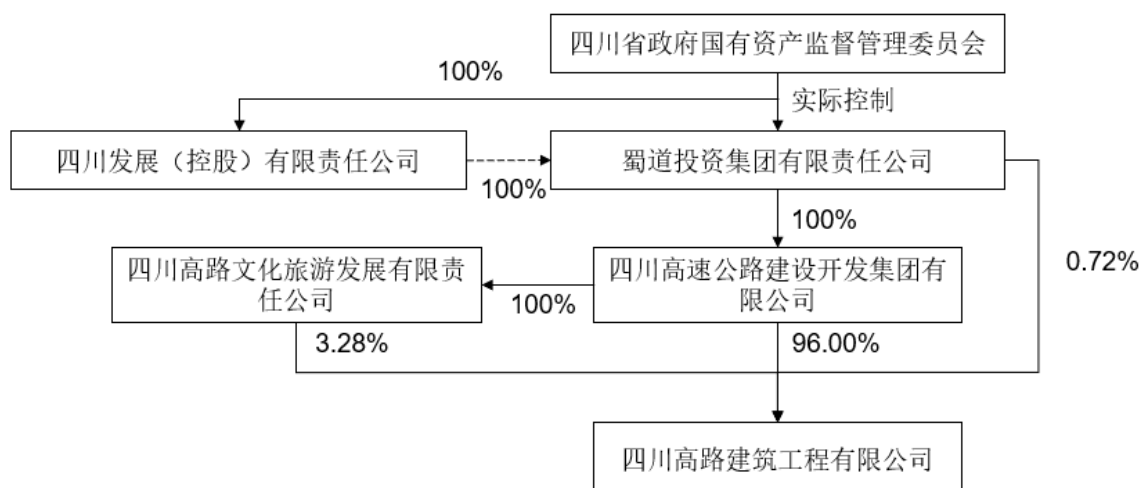 四川省政府国有资产监督管理委员会
100%
实际控制
四川发展（控股）有限责任公司
100%
蜀道投资集团有限责任公司
100%
0.72%
四川高路文化旅游发展有限责
任公司
100%
四川高速公路建设开发集团有
限公司
3.28%
96.00%
四川高路建筑工程有限公司